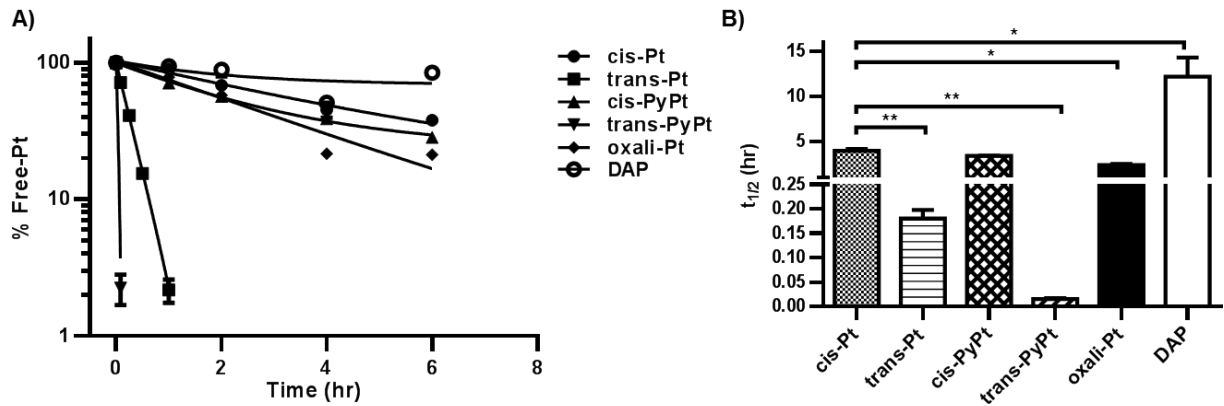 A)
% Free-Pt
100
10
1
0
2
4
6
8
Time (hr)
cis-Pt
trans-Pt
cis-PyPt
trans-PyPt
oxali-Pt
DAP
B)
t1/2 (hr)
15
10
5
0.25
0.20
0.15
0.10
0.05
0.00
*
*
**
**
cis-Pt
trans-Pt
cis-PyPt
trans-PyPt
oxali-Pt
DAP